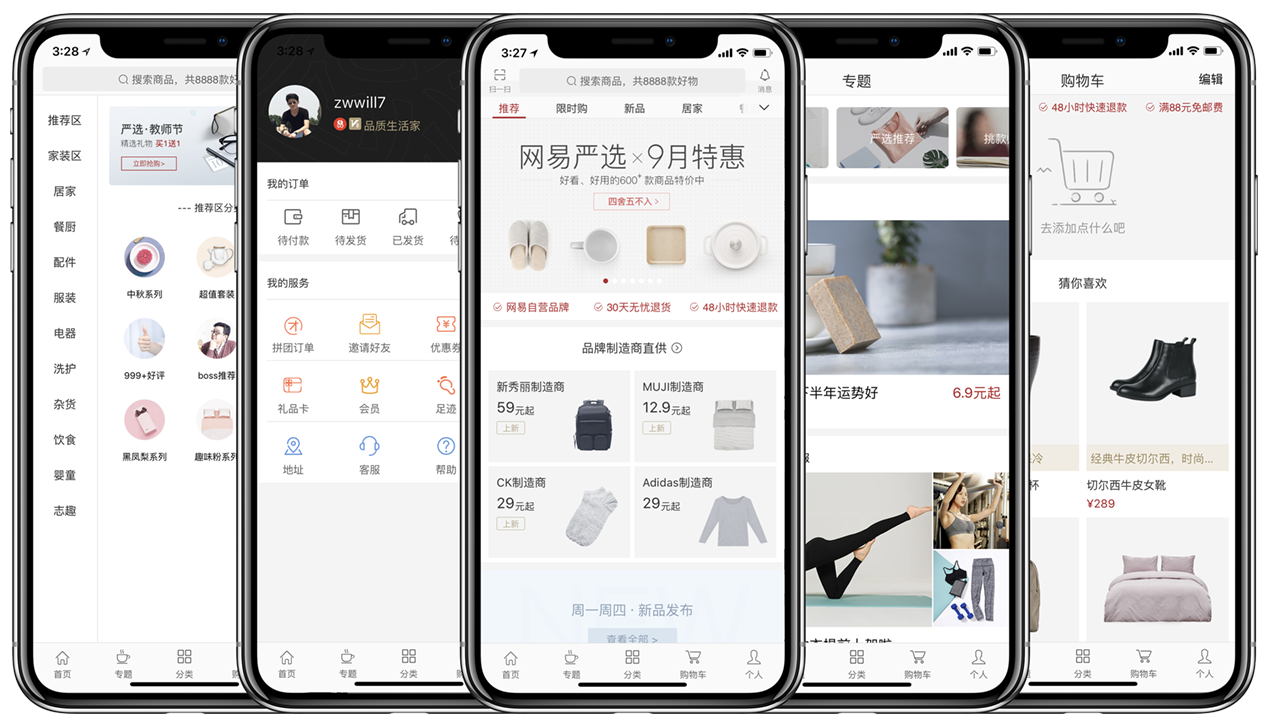 3:28
搜索商品，共8888款好
推荐区
家装区
居家
餐厨
配件
服装
电器
洗护
杂货
饮食
婴童
志趣
严选·教师节
精选礼物 买1送1
立即抢购>
--- 推荐区分
中秋系列
超值套装
999+好评
boss推荐
黑凤梨系列
趣味粉系列
首页
专题
分类
3:28
zwwill7
品质生活家
我的订单
待付款
待发货
已发货
待
我的服务
拼团订单
邀请好友
优惠券
礼品卡
会员
足迹
地址
客服
帮助
首页
专题
分类
3:27
扫一扫
搜索商品，共8888款好物
消息
推荐
限时购
新品
居家
网易严选×9月特惠
好看、好用的600+款商品特价中
四舍五不入 >
网易自营品牌
30天无忧退货
48小时快速退款
品牌制造商直供
新秀丽制造商
59元起
上新
MUJI制造商
12.9元起
上新
CK制造商
29元起
上新
Adidas制造商
29元起
周一周四 · 新品发布
查看全部 >
首页
专题
分类
购物车
个人
专题
严选推荐
挑款
下半年运势好
6.9元起
分类
购物车
个人
购物车
编辑
48小时快速退款
满88元免邮费
去添加点什么吧
猜你喜欢
冷
杯
经典牛皮切尔西，时尚...
切尔西牛皮女靴
¥289
分类
购物车
个人